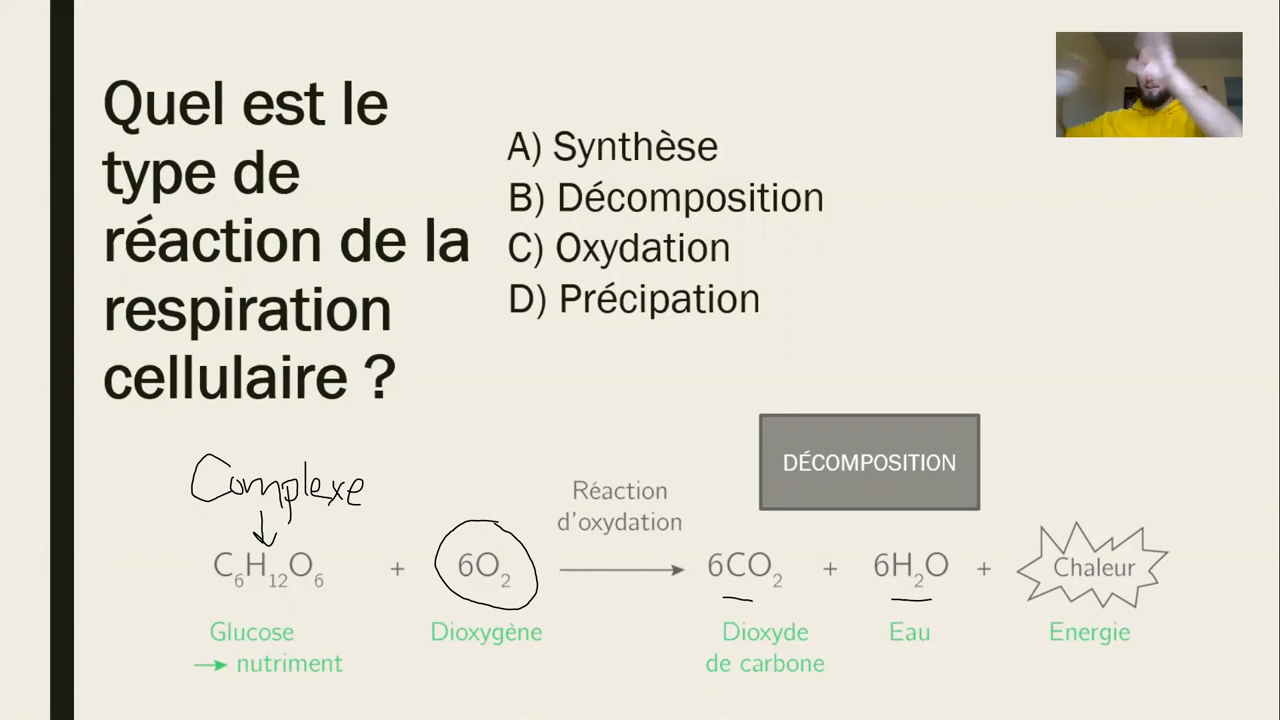 Quel est le
type de
réaction de la
respiration
cellulaire ?
A) Synthèse
B) Décomposition
C) Oxydation
D) Précipation
DÉCOMPOSITION
Complexe
Réaction
d'oxydation
C₆H₁₂O₆ + 6O₂ 6CO₂ + 6H₂O + Chaleur
Glucose
→ nutriment
Dioxygène
Dioxyde
de carbone
Eau
Energie